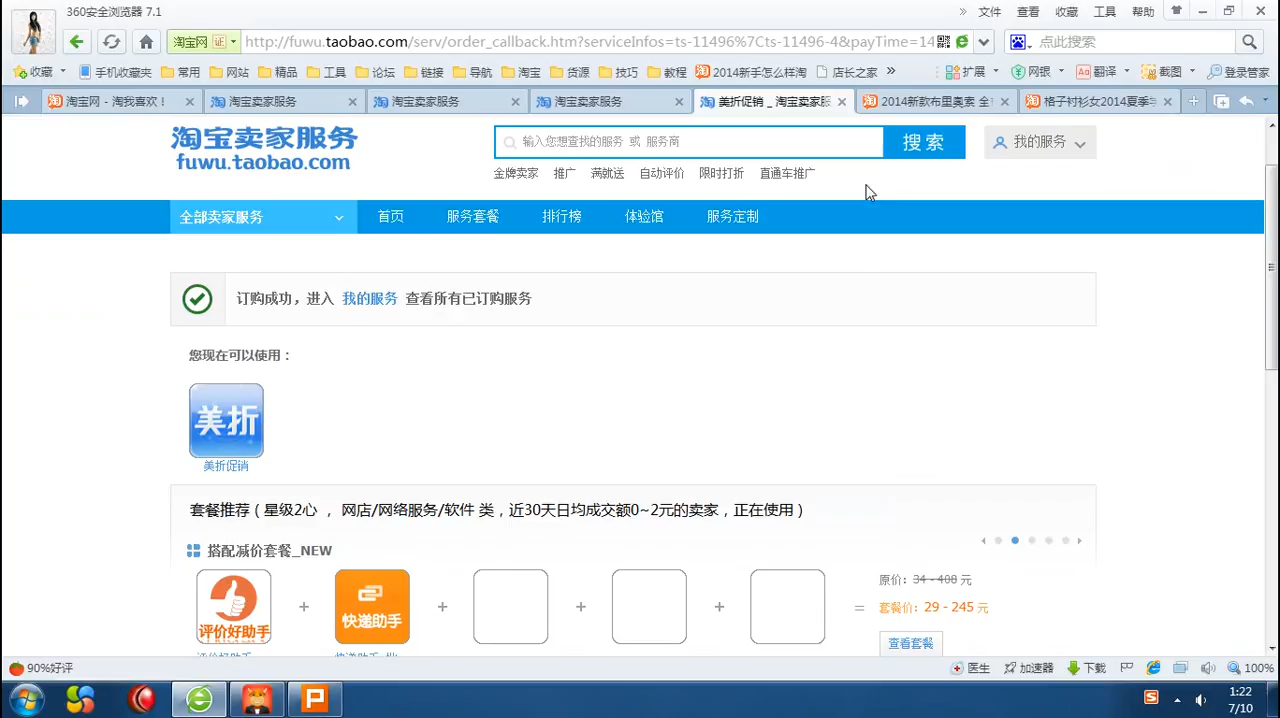 360安全浏览器 7.1
» 文件 查看 收藏 工具 帮助
淘宝网 证 http://fuwu.taobao.com/serv/order_callback.htm?serviceInfos=ts-11496%7Cts-11496-4&payTime=14 点此搜索
收藏 手机收藏夹 常用 网站 精品 工具 论坛 链接 导航 淘宝 货源 技巧 教程 2014新手怎么样淘 店长之家 » 扩展 网银 翻译 截图 登录管家
淘宝网 - 淘我喜欢！ 淘宝卖家服务 淘宝卖家服务 淘宝卖家服务 美折促销 _ 淘宝卖家服 2014新款布里奥索 全 格子衬衫女2014夏季
淘宝卖家服务
fuwu.taobao.com
输入您想查找的服务 或 服务商 搜索 我的服务
金牌卖家 推广 满就送 自动评价 限时打折 直通车推广
全部卖家服务 首页 服务套餐 排行榜 体验馆 服务定制
订购成功，进入 我的服务 查看所有已订购服务
您现在可以使用：
美折
美折促销
套餐推荐（星级2心 ， 网店/网络服务/软件 类，近30天日均成交额0~2元的卖家，正在使用）
搭配减价套餐_NEW
原价：34 - 408 元
评价好助手 + 快递助手 + + + = 套餐价：29 - 245 元
查看套餐
90%好评 医生 加速器 下载 100%
1:22
7/10